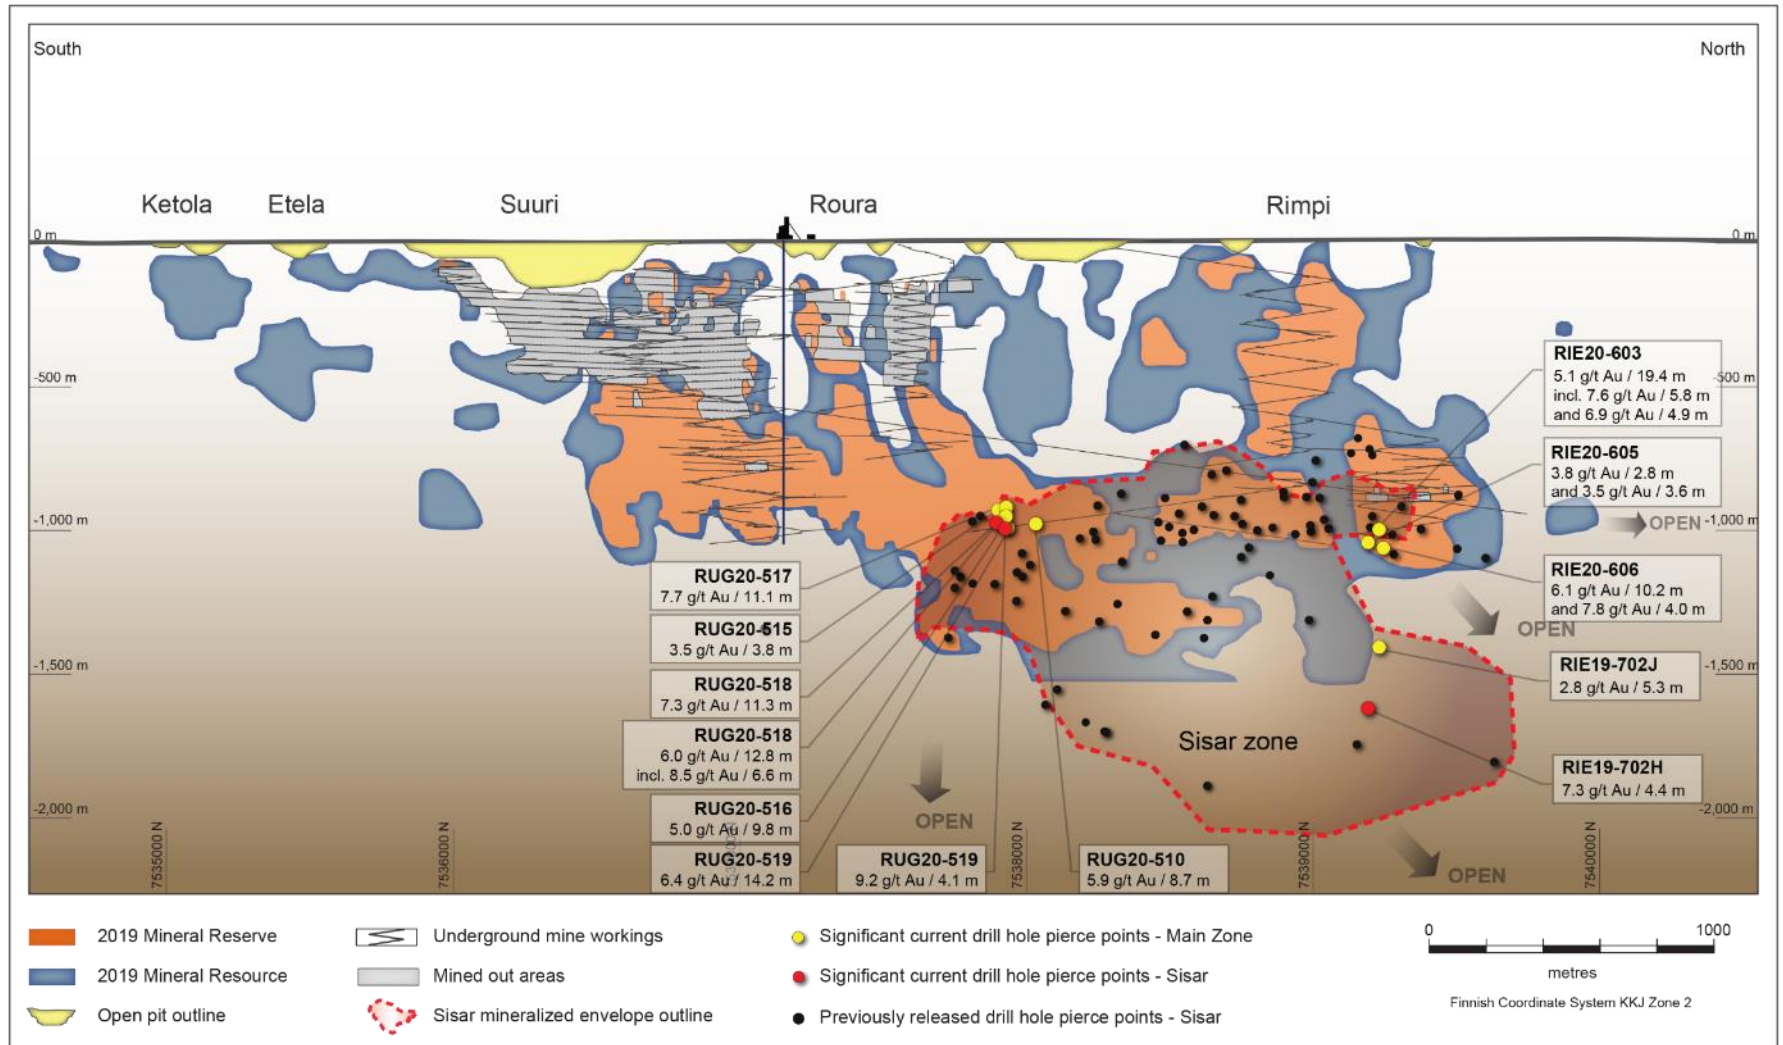 South
North
Ketola
Etela
Suuri
Roura
Rimpi
0 m
0 m
-500 m
-500 m
-1,000 m
-1,000 m
-1,500 m
-1,500 m
-2,000 m
-2,000 m
RIE20-603
5.1 g/t Au / 19.4 m
incl. 7.6 g/t Au / 5.8 m
and 6.9 g/t Au / 4.9 m
RIE20-605
3.8 g/t Au / 2.8 m
and 3.5 g/t Au / 3.6 m
OPEN
RIE20-606
6.1 g/t Au / 10.2 m
and 7.8 g/t Au / 4.0 m
OPEN
RIE19-702J
2.8 g/t Au / 5.3 m
RIE19-702H
7.3 g/t Au / 4.4 m
RUG20-517
7.7 g/t Au / 11.1 m
RUG20-515
3.5 g/t Au / 3.8 m
RUG20-518
7.3 g/t Au / 11.3 m
RUG20-518
6.0 g/t Au / 12.8 m
incl. 8.5 g/t Au / 6.6 m
RUG20-516
5.0 g/t Au / 9.8 m
RUG20-519
6.4 g/t Au / 14.2 m
RUG20-519
9.2 g/t Au / 4.1 m
RUG20-510
5.9 g/t Au / 8.7 m
Sisar zone
OPEN
OPEN
7535000 N
7536000 N
7538000 N
7539000 N
7540000 N
2019 Mineral Reserve
2019 Mineral Resource
Open pit outline
Underground mine workings
Mined out areas
Sisar mineralized envelope outline
Significant current drill hole pierce points - Main Zone
Significant current drill hole pierce points - Sisar
Previously released drill hole pierce points - Sisar
0
1000
metres
Finnish Coordinate System KKJ Zone 2